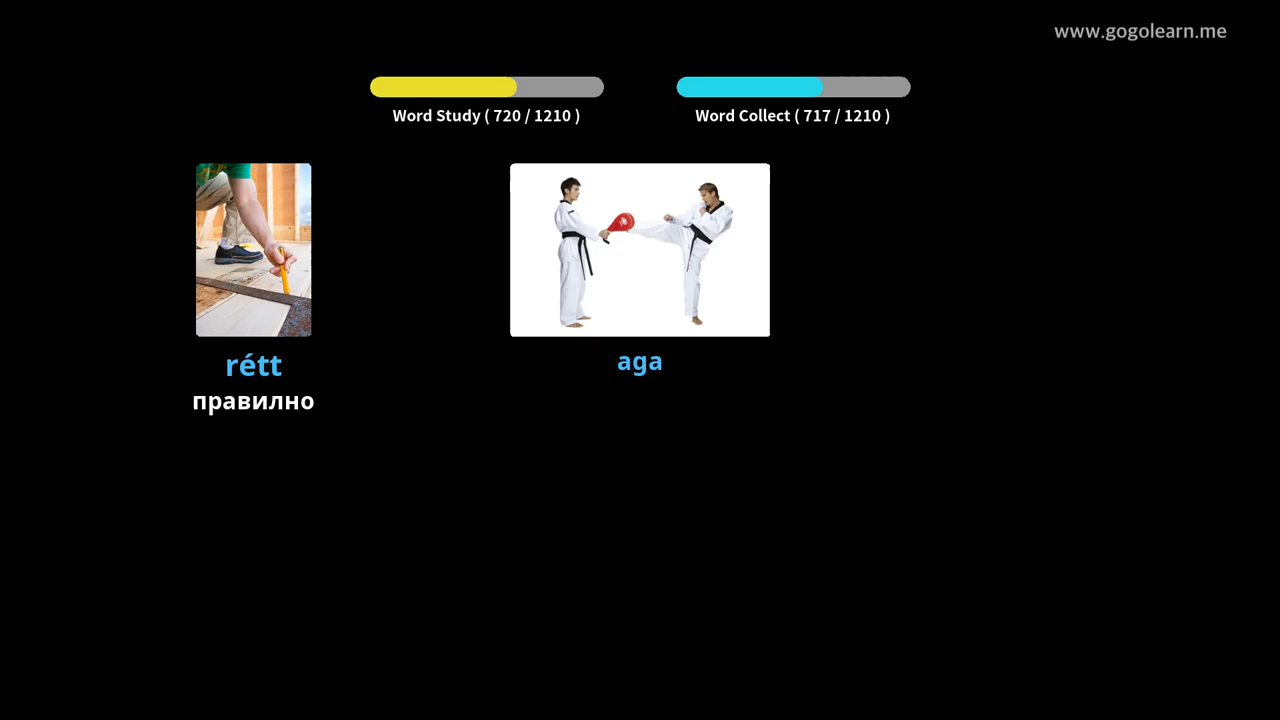 www.gogolearn.me
Word Study ( 720 / 1210 )
Word Collect ( 717 / 1210 )
rétt
правилно
aga